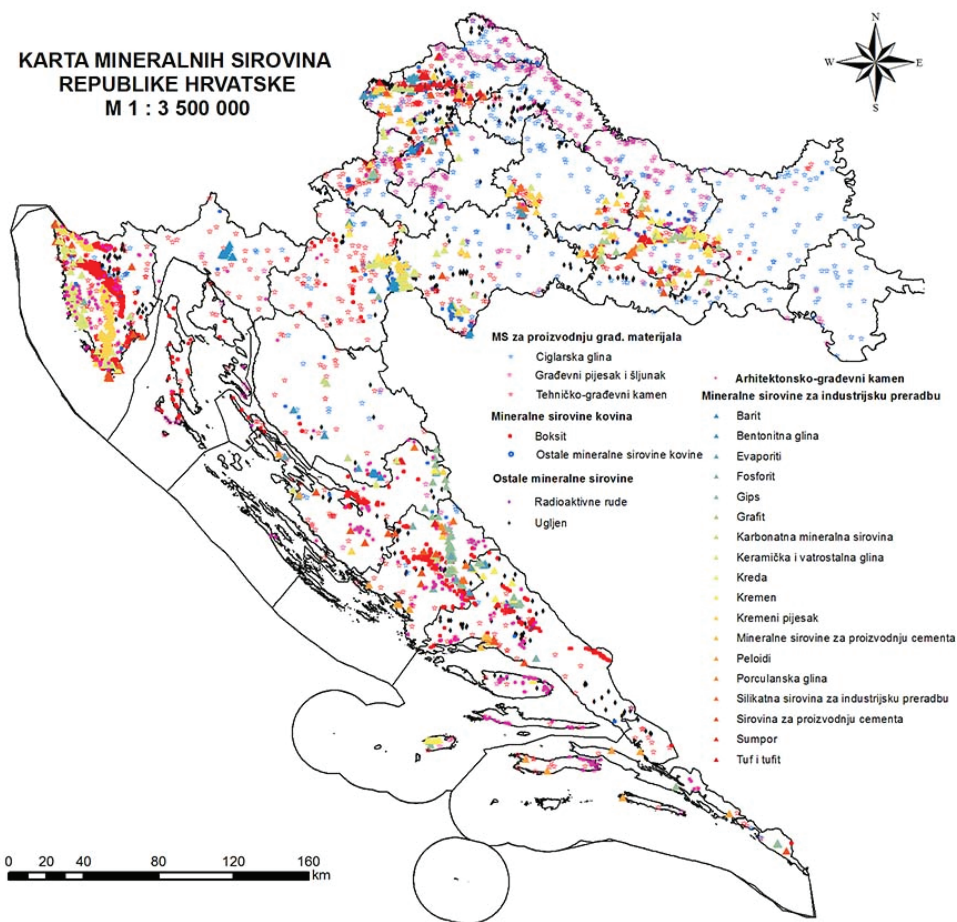 KARTA MINERALNIH SIROVINA
REPUBLIKE HRVATSKE
M 1 : 3 500 000
N
W
E
S
MS za proizvodnju građ. materijala
Ciglarska glina
Građevni pijesak i šljunak
Tehničko-građevni kamen
Mineralne sirovine kovina
Boksit
Ostale mineralne sirovine kovine
Ostale mineralne sirovine
Radioaktivne rude
Ugljen
Arhitektonsko-građevni kamen
Mineralne sirovine za industrijsku preradbu
Barit
Bentonitna glina
Evaporiti
Fosforit
Gips
Grafit
Karbonatna mineralna sirovina
Keramička i vatrostalna glina
Kreda
Kremen
Kremeni pijesak
Mineralne sirovine za proizvodnju cementa
Peloidi
Porculanska glina
Silikatna sirovina za industrijsku preradbu
Sirovina za proizvodnju cementa
Sumpor
Tuf i tufit
0 20 40 80 120 160
km